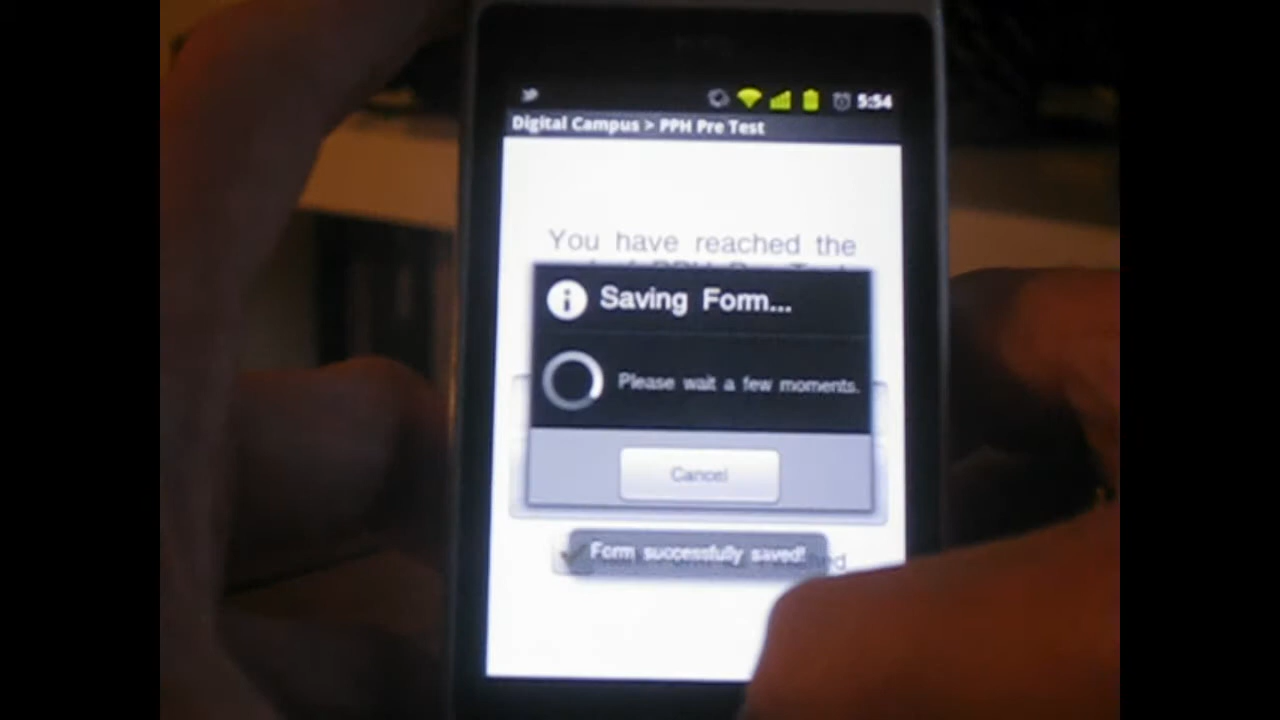 5:54
Digital Campus > PPH Pre Test
You have reached the
Saving Form...
Please wait a few moments.
Cancel
Form successfully saved!